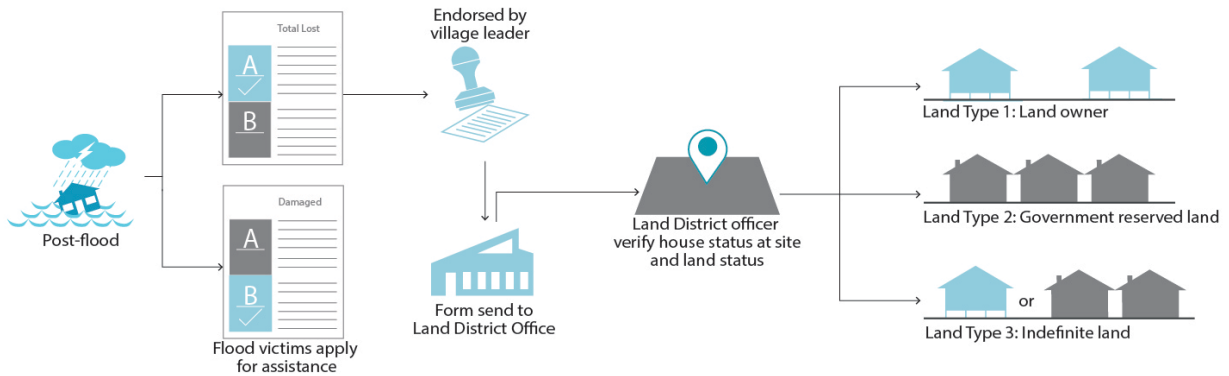 Post-flood
Total Lost
A
B
Damaged
A
B
Flood victims apply
for assistance
Endorsed by
village leader
Form send to
Land District Office
Land District officer
verify house status at site
and land status
Land Type 1: Land owner
Land Type 2: Government reserved land
or
Land Type 3: Indefinite land